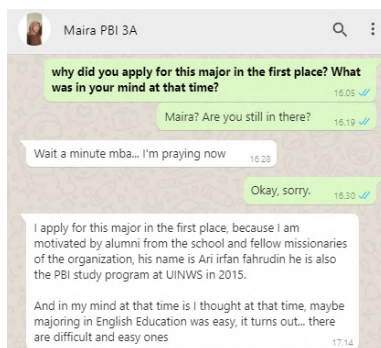 Maira PBI 3A
why did you apply for this major in the first place? What
was in your mind at that time?
16.05
Maira? Are you still in there?
16.19
Wait a minute mba... I'm praying now
16.28
Okay, sorry.
16.30
I apply for this major in the first place, because I am
motivated by alumni from the school and fellow missionaries
of the organization, his name is Ari irfan fahrudin he is also
the PBI study program at UINWS in 2015.
And in my mind at that time is I thought at that time, maybe
majoring in English Education was easy, it turns out... there
are difficult and easy ones
17.14